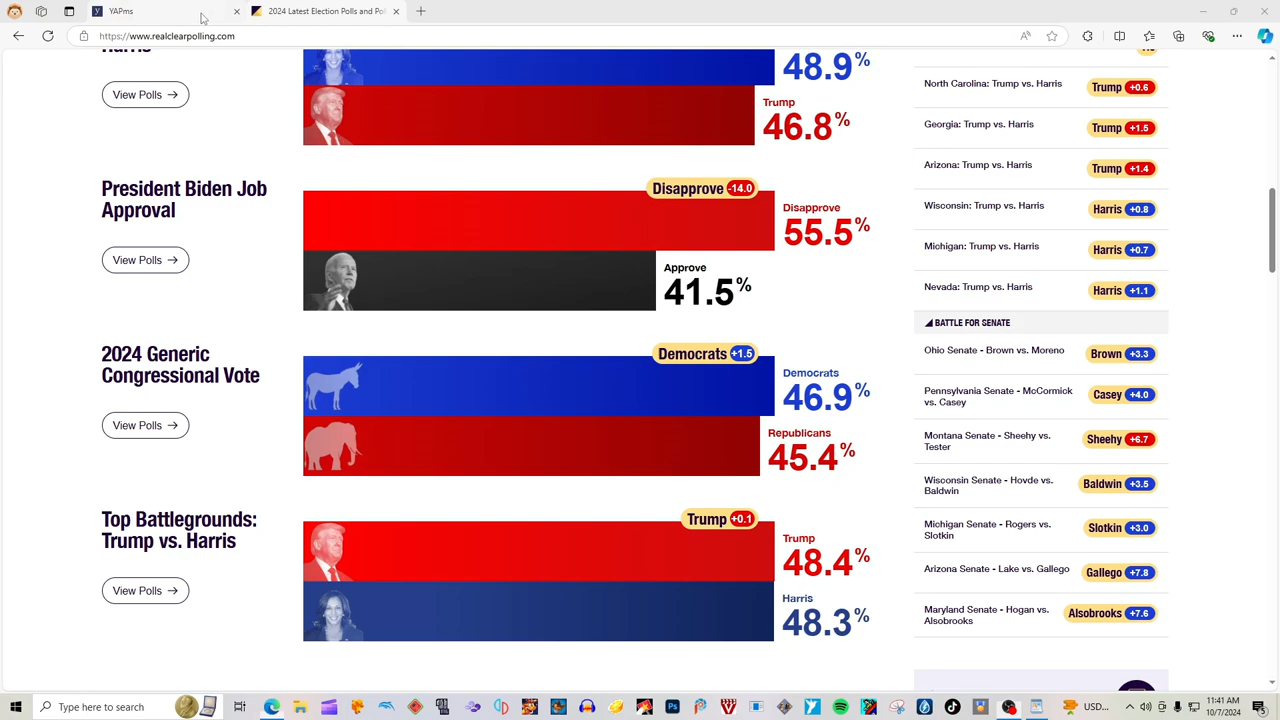 YAPms
2024 Latest Election Polls and Pol
https://www.realclearpolling.com
Harris
View Polls →
48.9%
Trump
46.8%
President Biden Job
Approval
View Polls →
Disapprove -14.0
Disapprove
55.5%
Approve
41.5%
2024 Generic
Congressional Vote
View Polls →
Democrats +1.5
Democrats
46.9%
Republicans
45.4%
Top Battlegrounds:
Trump vs. Harris
View Polls →
Trump +0.1
Trump
48.4%
Harris
48.3%
North Carolina: Trump vs. Harris
Trump +0.6
Georgia: Trump vs. Harris
Trump +1.5
Arizona: Trump vs. Harris
Trump +1.4
Wisconsin: Trump vs. Harris
Harris +0.8
Michigan: Trump vs. Harris
Harris +0.7
Nevada: Trump vs. Harris
Harris +1.1
BATTLE FOR SENATE
Ohio Senate - Brown vs. Moreno
Brown +3.3
Pennsylvania Senate - McCormick
vs. Casey
Casey +4.0
Montana Senate - Sheehy vs.
Tester
Sheehy +6.7
Wisconsin Senate - Hovde vs.
Baldwin
Baldwin +3.5
Michigan Senate - Rogers vs.
Slotkin
Slotkin +3.0
Arizona Senate - Lake vs. Gallego
Gallego +7.8
Maryland Senate - Hogan vs.
Alsobrooks
Alsobrooks +7.6
Type here to search
USD...
11:41 AM
10/7/2024